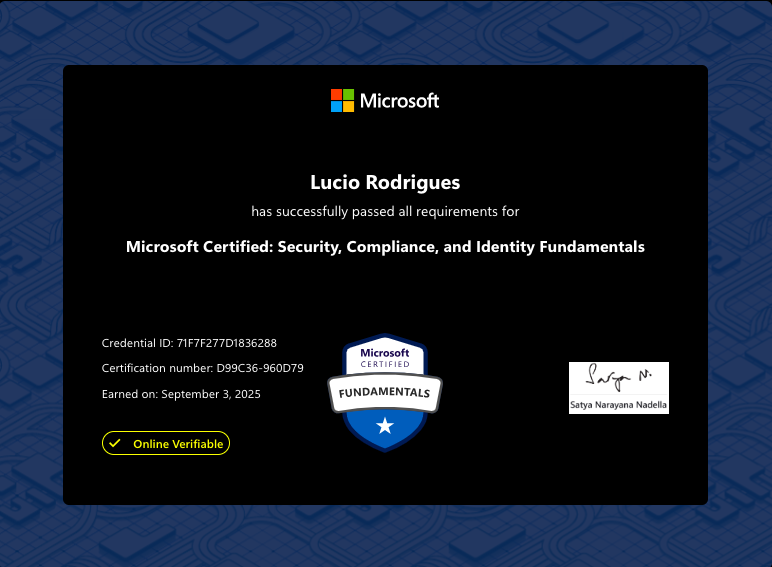 Microsoft
Lucio Rodrigues
has successfully passed all requirements for
Microsoft Certified: Security, Compliance, and Identity Fundamentals
Credential ID: 71F7F277D1836288
Certification number: D99C36-960D79
Earned on: September 3, 2025
Online Verifiable
Microsoft
CERTIFIED
FUNDAMENTALS
Satya N.
Satya Narayana Nadella